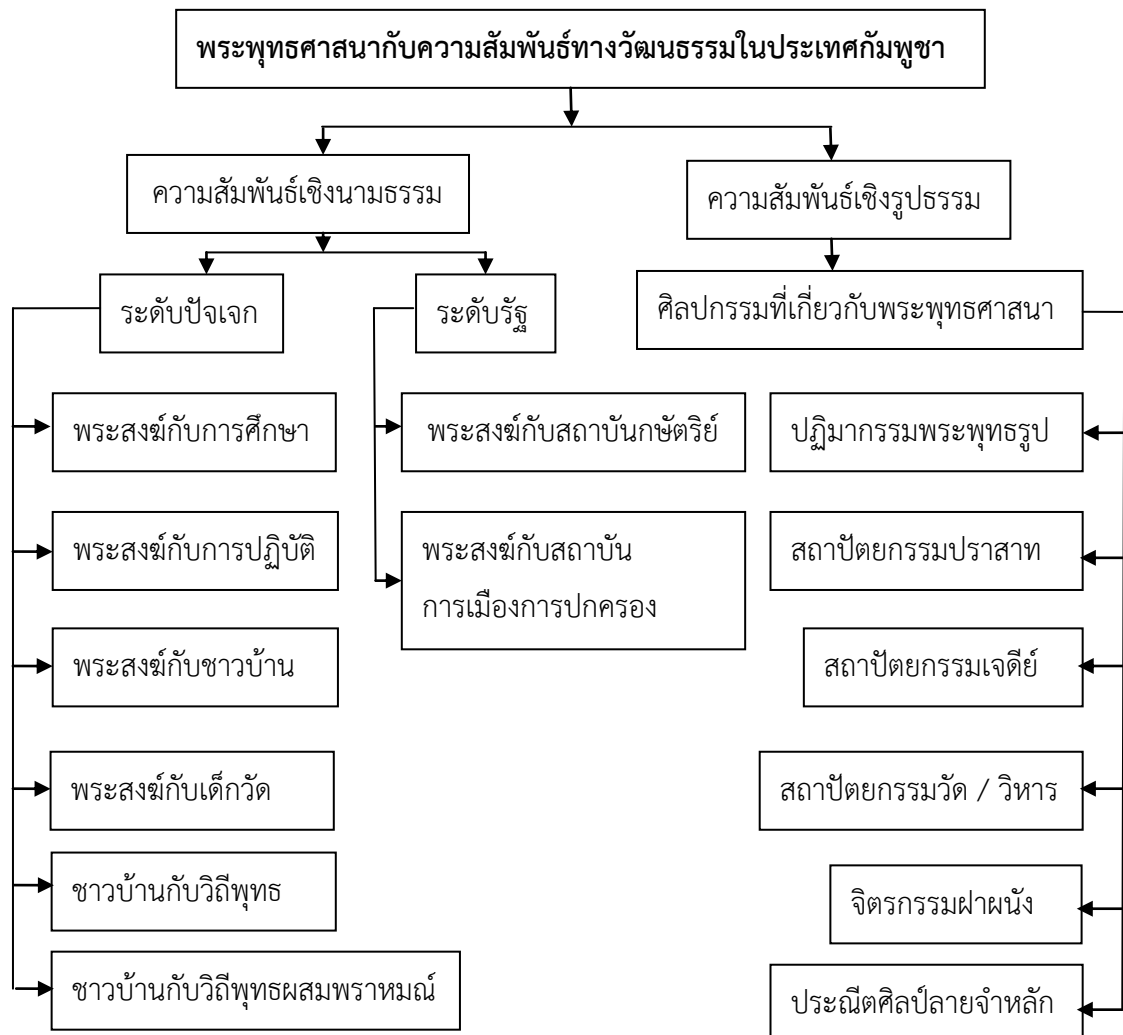 พระพุทธศาสนากับความสัมพันธ์ทางวัฒนธรรมในประเทศกัมพูชา
ความสัมพันธ์เชิงนามธรรม
ความสัมพันธ์เชิงรูปธรรม
ระดับปัจเจก
ระดับรัฐ
ศิลปกรรมที่เกี่ยวกับพระพุทธศาสนา
พระสงฆ์กับการศึกษา
พระสงฆ์กับการปฏิบัติ
พระสงฆ์กับชาวบ้าน
พระสงฆ์กับเด็กวัด
ชาวบ้านกับวิถีพุทธ
ชาวบ้านกับวิถีพุทธผสมพราหมณ์
พระสงฆ์กับสถาบันกษัตริย์
พระสงฆ์กับสถาบัน
การเมืองการปกครอง
ปฏิมากรรมพระพุทธรูป
สถาปัตยกรรมปราสาท
สถาปัตยกรรมเจดีย์
สถาปัตยกรรมวัด / วิหาร
จิตรกรรมฝาผนัง
ประณีตศิลป์ลายจำหลัก